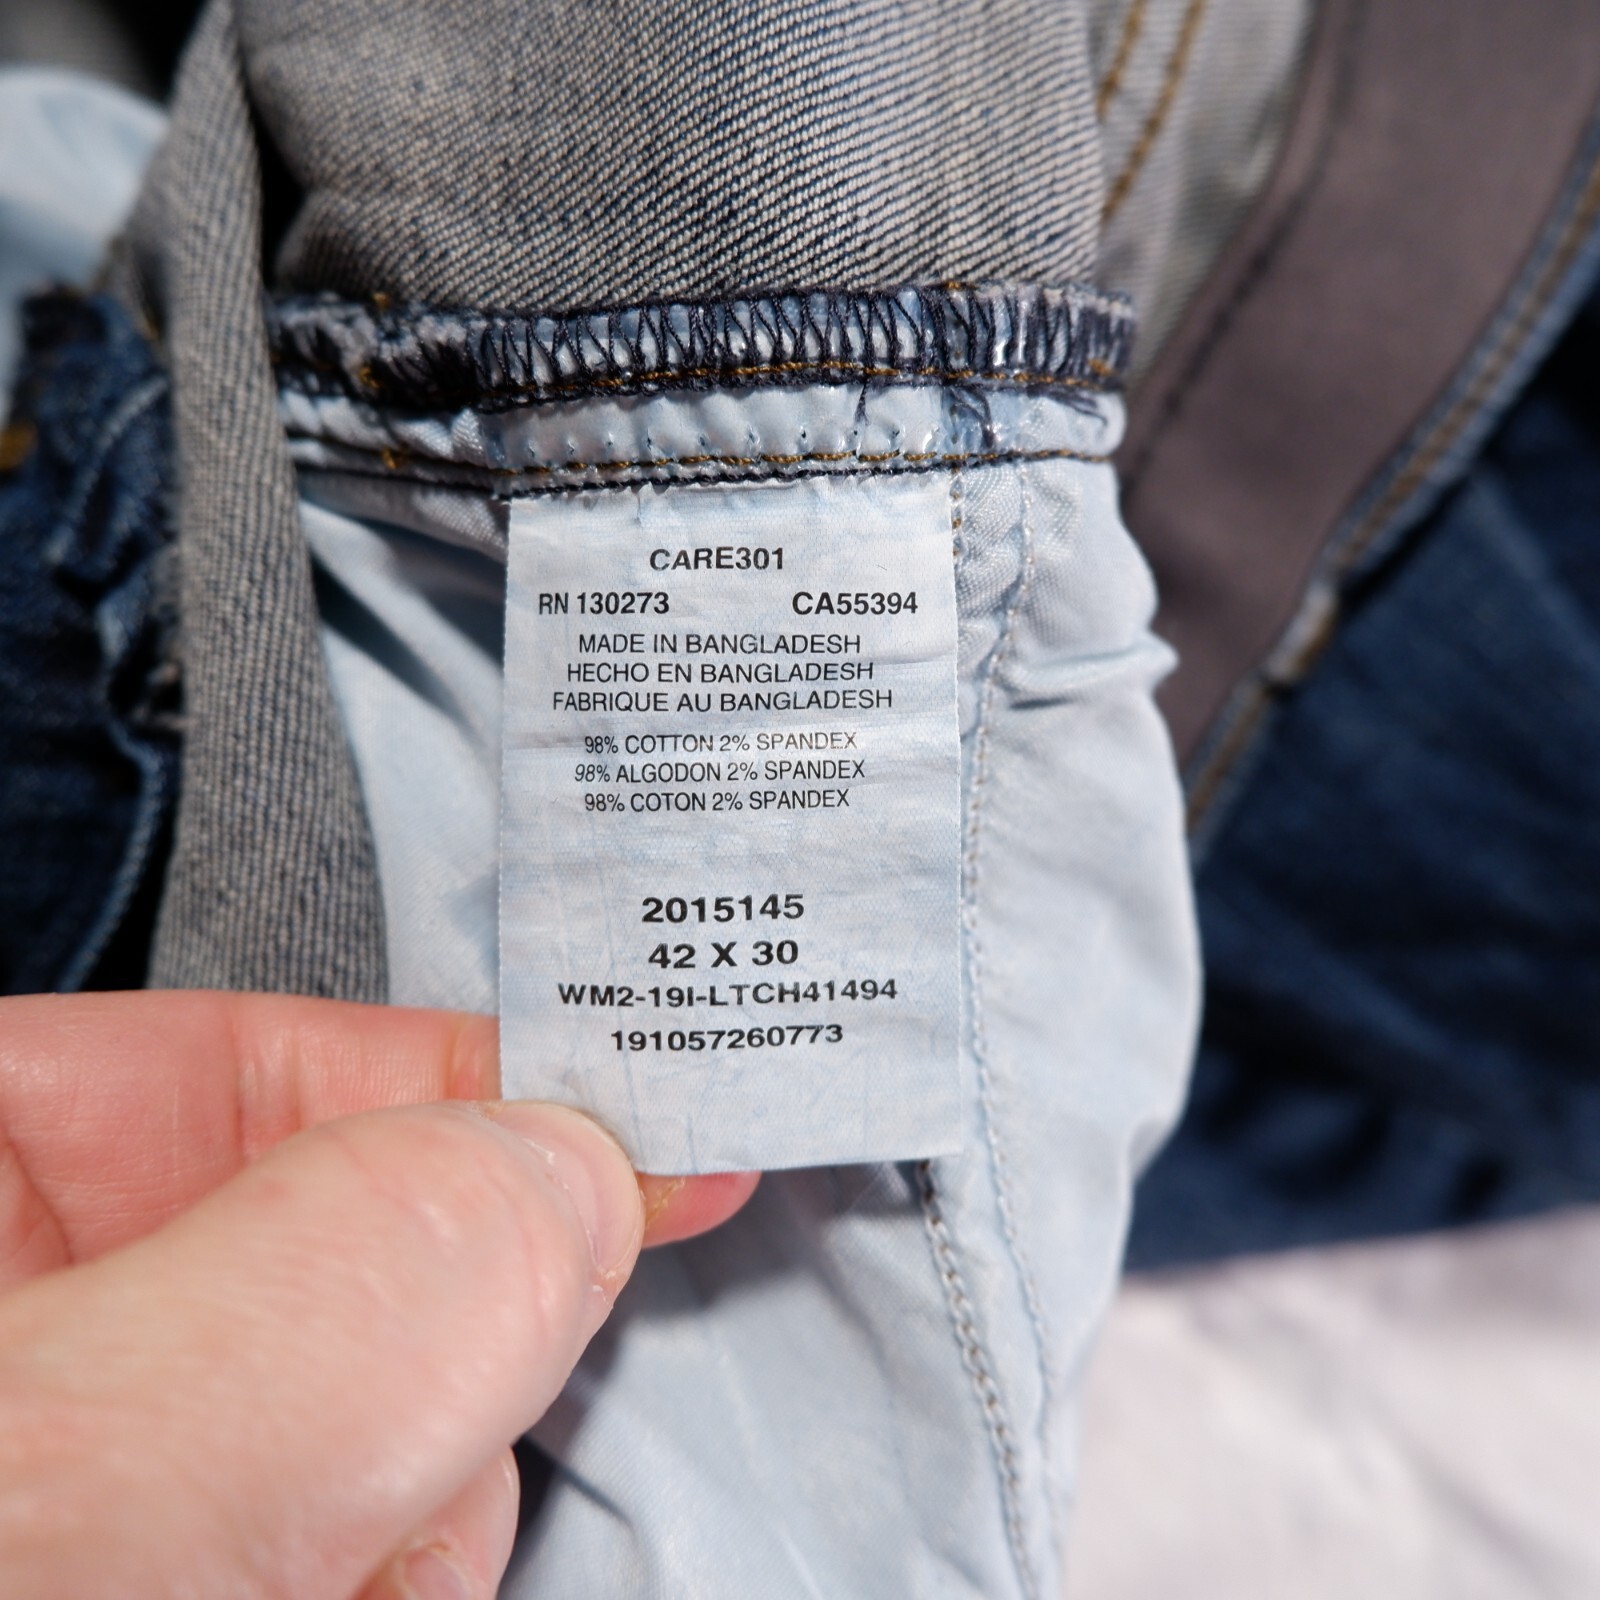 CARE301
RN 130273 CA55394
MADE IN BANGLADESH
HECHO EN BANGLADESH
FABRIQUE AU BANGLADESH
98% COTTON 2% SPANDEX
98% ALGODON 2% SPANDEX
98% COTON 2% SPANDEX
2015145
42 X 30
WM2-19I-LTCH41494
191057260773